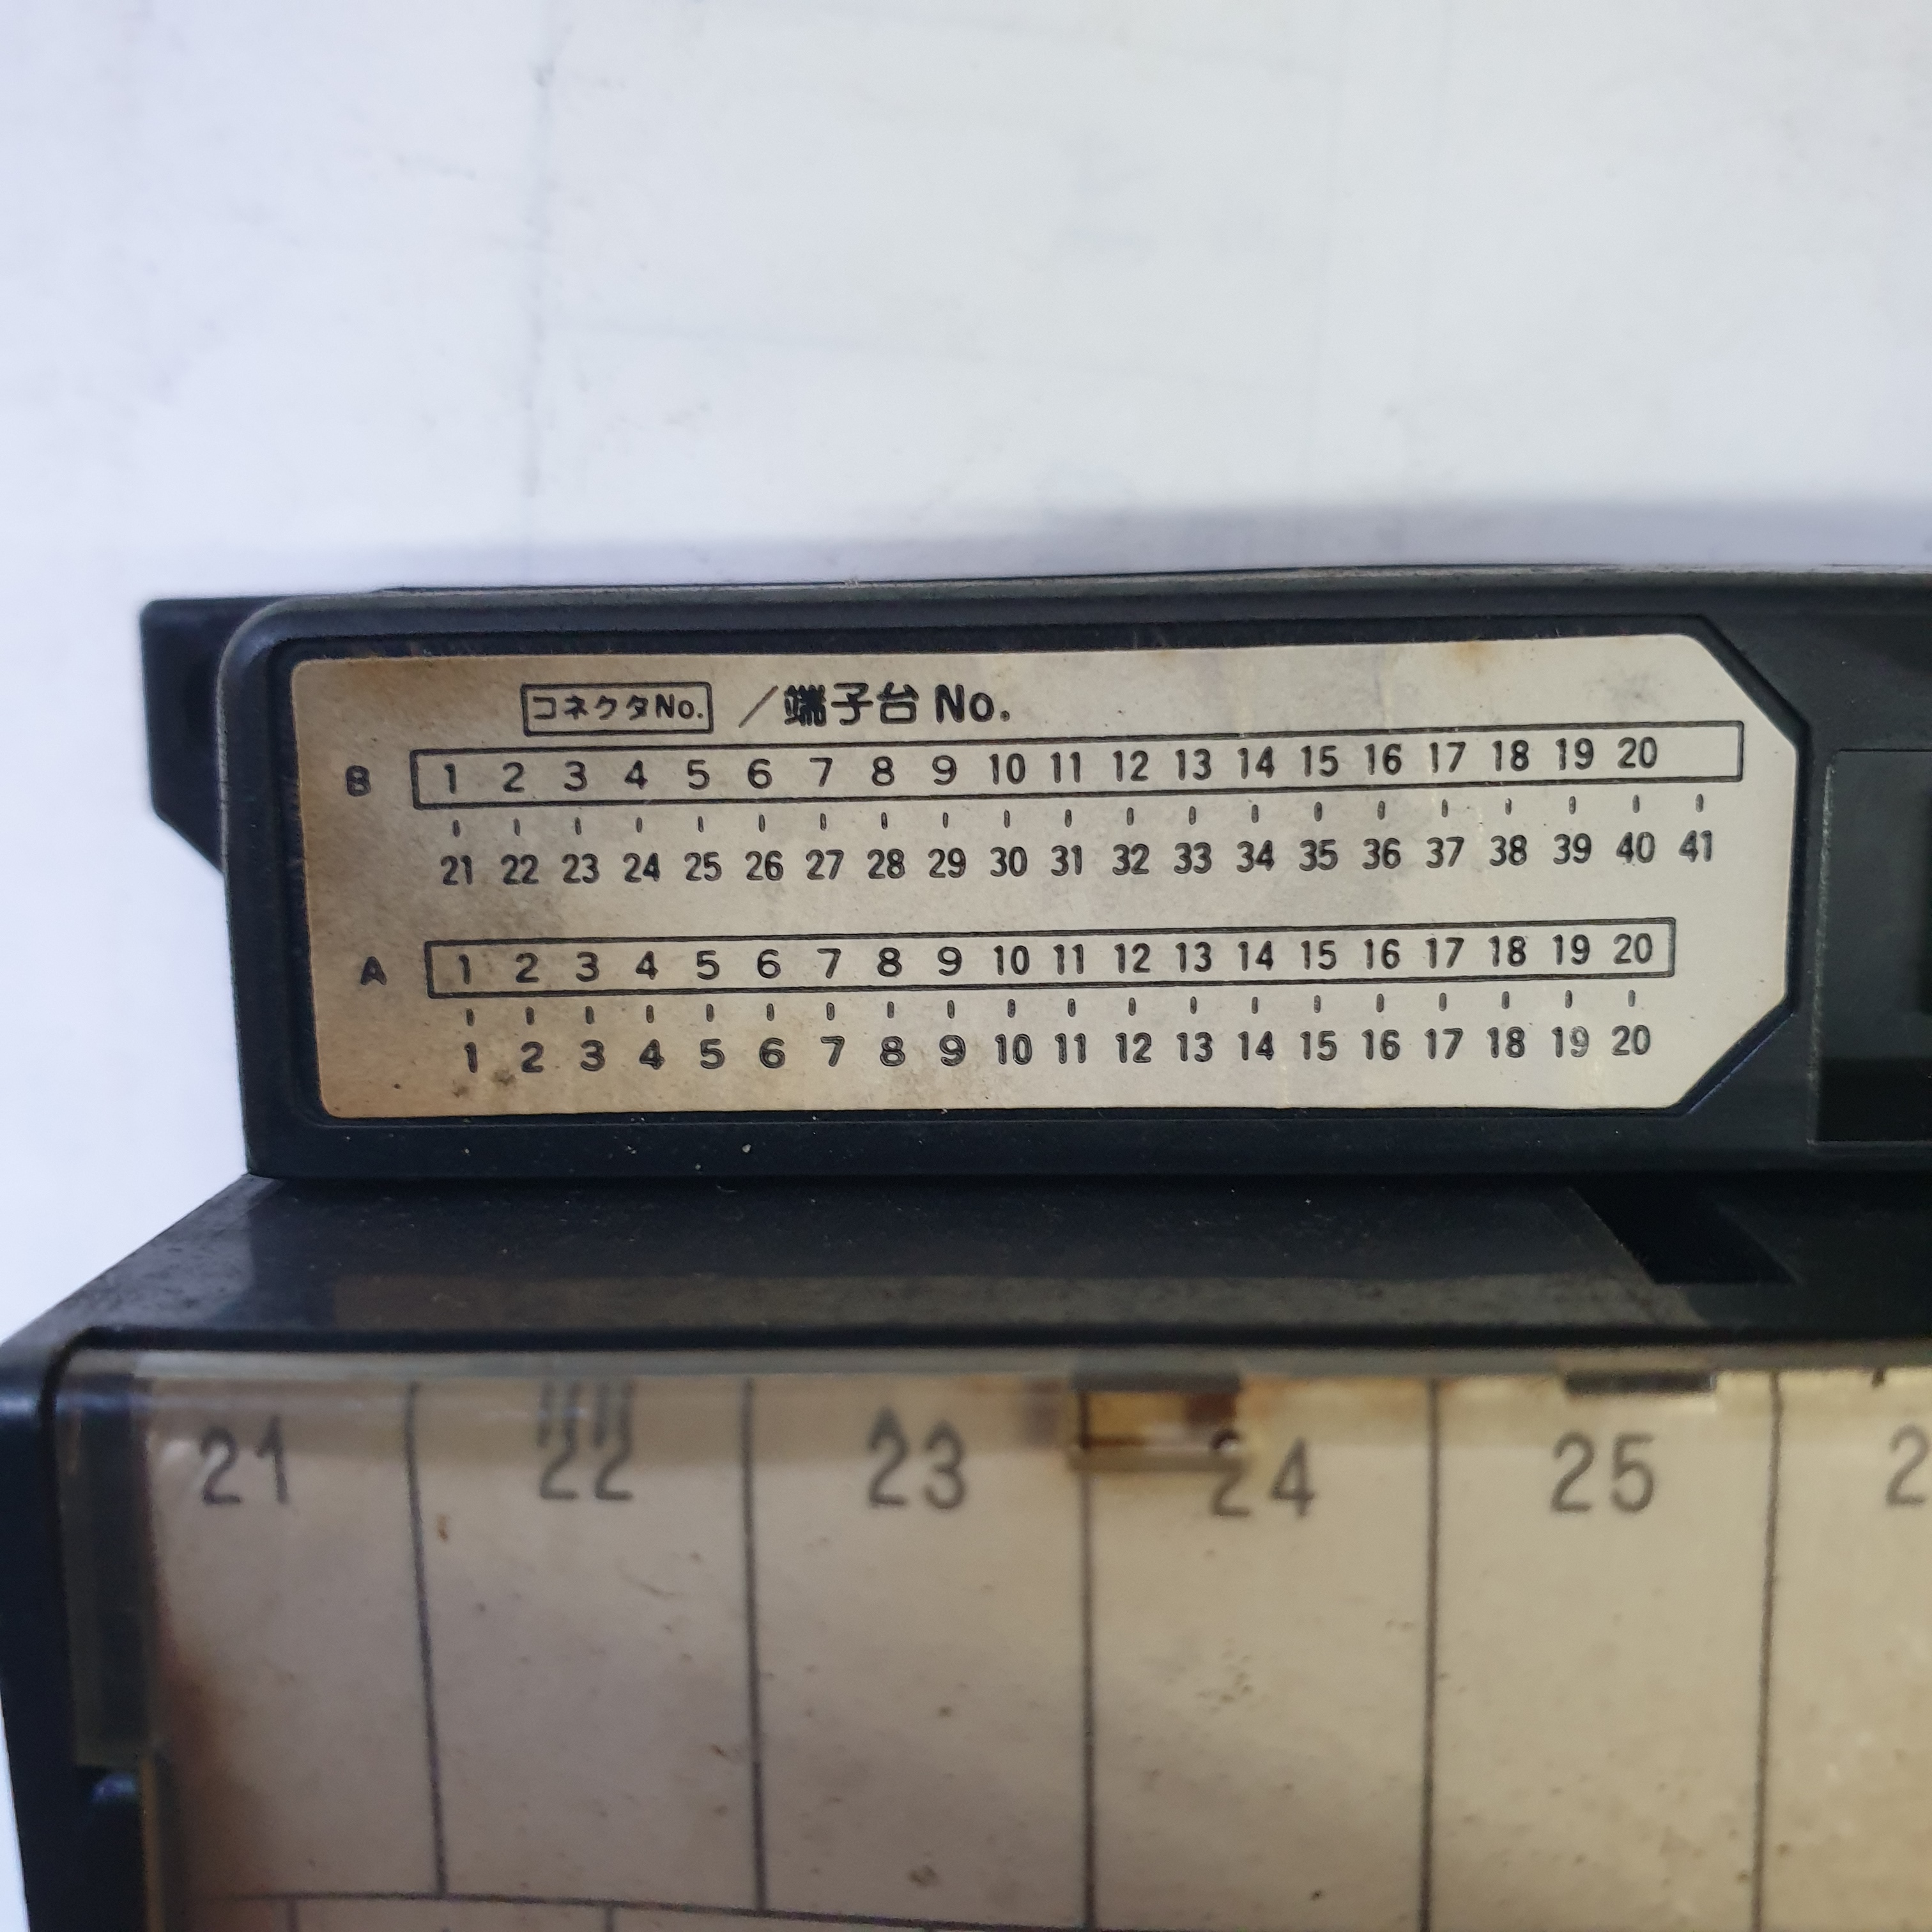 コネクタNo. /端子台 No.
B 1 2 3 4 5 6 7 8 9 10 11 12 13 14 15 16 17 18 19 20
21 22 23 24 25 26 27 28 29 30 31 32 33 34 35 36 37 38 39 40 41
A 1 2 3 4 5 6 7 8 9 10 11 12 13 14 15 16 17 18 19 20
1 2 3 4 5 6 7 8 9 10 11 12 13 14 15 16 17 18 19 20
21 22 23 24 25 2